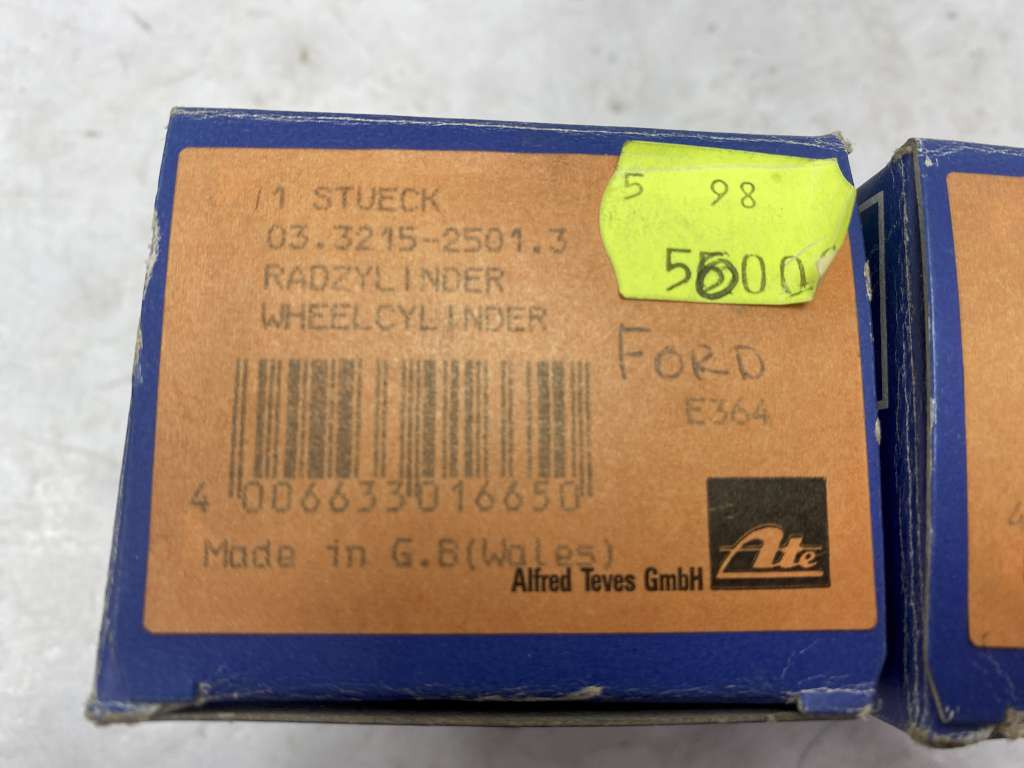 1 STUECK
03.3215-2501.3
RADZYLINDER
WHEELCYLINDER
5 98
FORD
E364
4 006633 016650
Made in G.B(Wales)
Alfred Teves GmbH
Ate